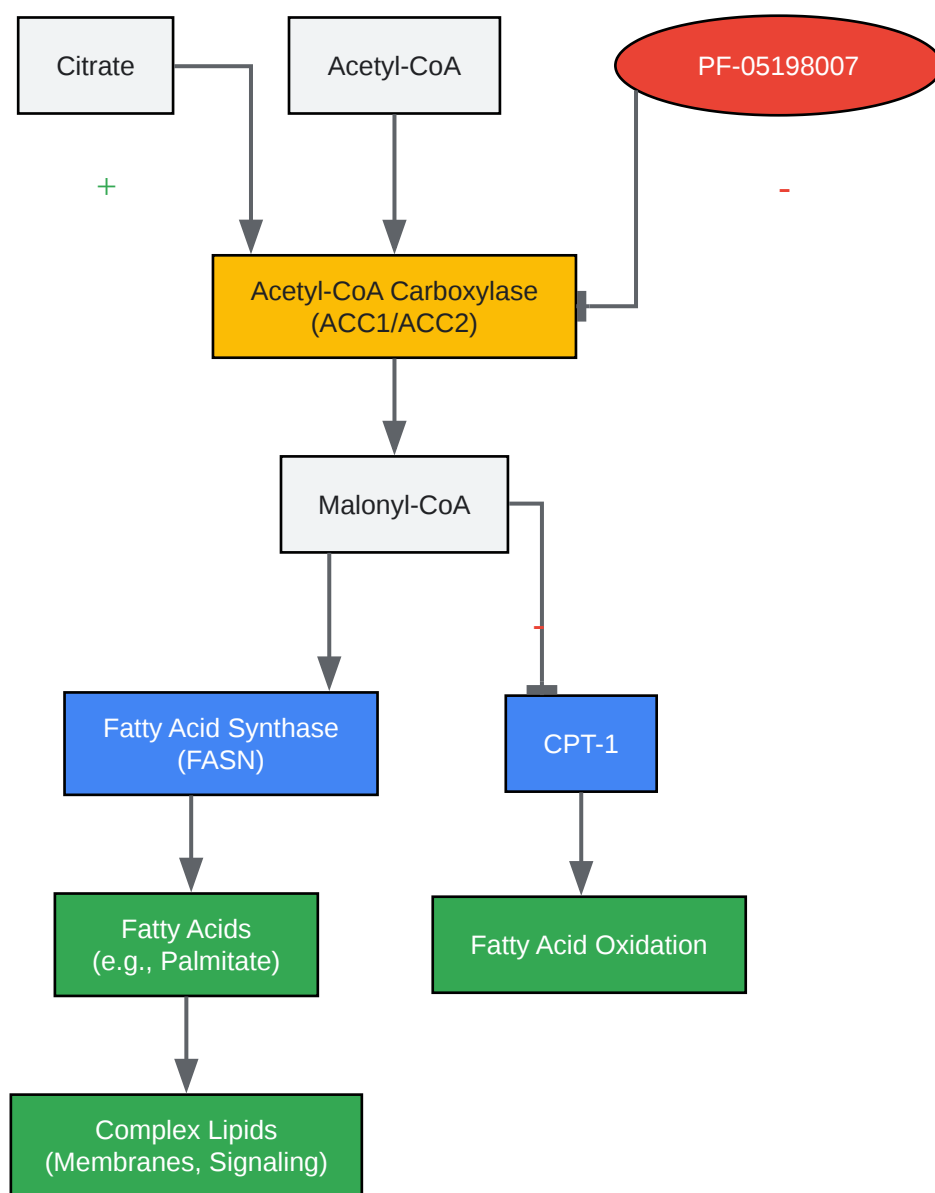 Citrate
Acetyl-CoA
PF-05198007
+
-
Acetyl-CoA Carboxylase
(ACC1/ACC2)
Malonyl-CoA
-
Fatty Acid Synthase
(FASN)
CPT-1
Fatty Acids
(e.g., Palmitate)
Fatty Acid Oxidation
Complex Lipids
(Membranes, Signaling)